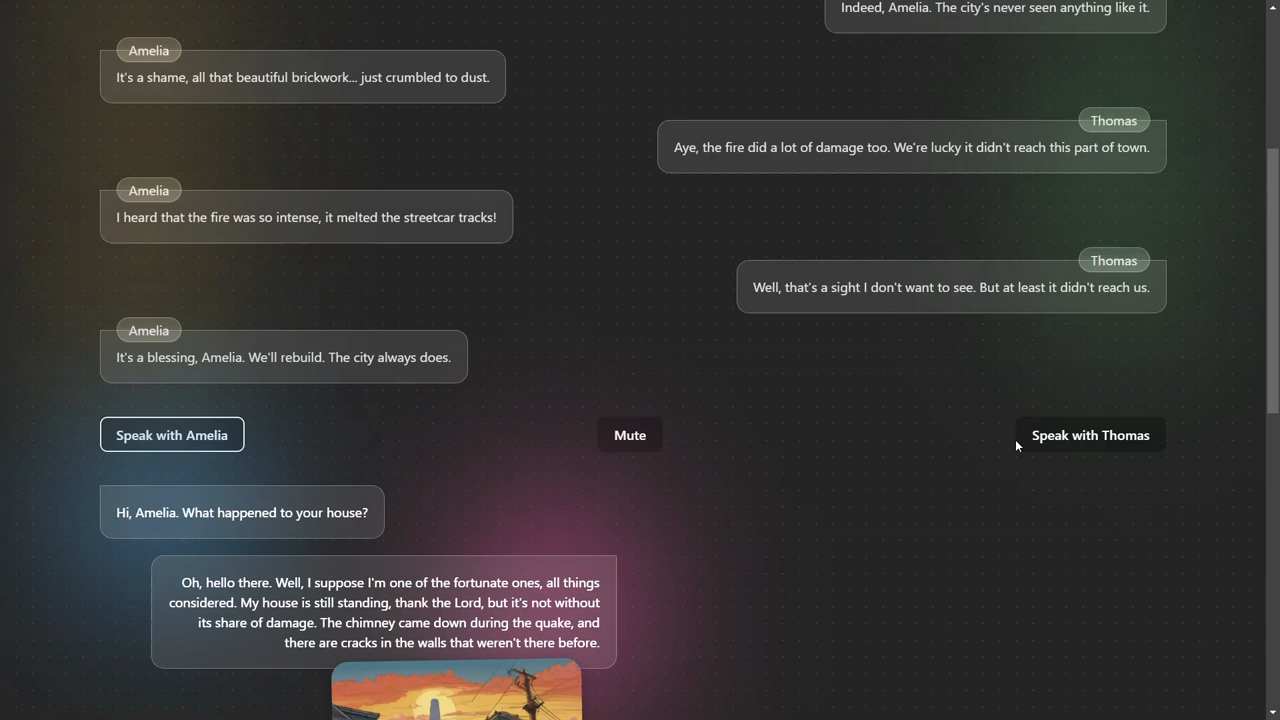 Indeed, Amelia. The city's never seen anything like it.
Amelia
It's a shame, all that beautiful brickwork... just crumbled to dust.
Thomas
Aye, the fire did a lot of damage too. We're lucky it didn't reach this part of town.
Amelia
I heard that the fire was so intense, it melted the streetcar tracks!
Thomas
Well, that's a sight I don't want to see. But at least it didn't reach us.
Amelia
It's a blessing, Amelia. We'll rebuild. The city always does.
Speak with Amelia
Mute
Speak with Thomas
Hi, Amelia. What happened to your house?
Oh, hello there. Well, I suppose I'm one of the fortunate ones, all things
considered. My house is still standing, thank the Lord, but it's not without
its share of damage. The chimney came down during the quake, and
there are cracks in the walls that weren't there before.